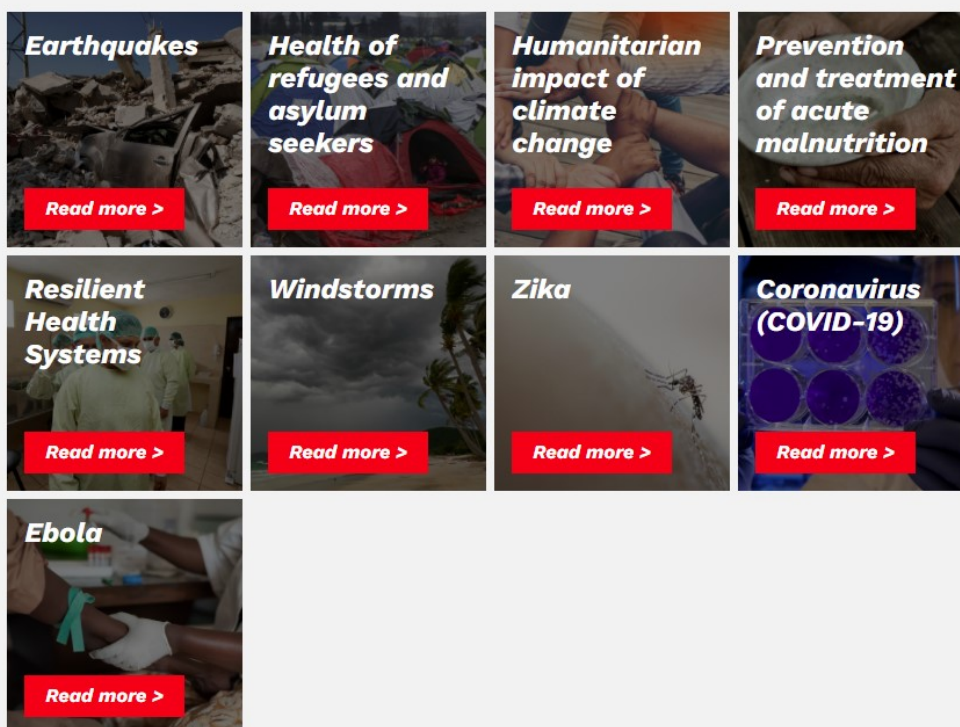 Earthquakes
Read more >
Health of
refugees and
asylum
seekers
Read more >
Humanitarian
impact of
climate
change
Read more >
Prevention
and treatment
of acute
malnutrition
Read more >
Resilient
Health
Systems
Read more >
Windstorms
Read more >
Zika
Read more >
Coronavirus
(COVID-19)
Read more >
Ebola
Read more >